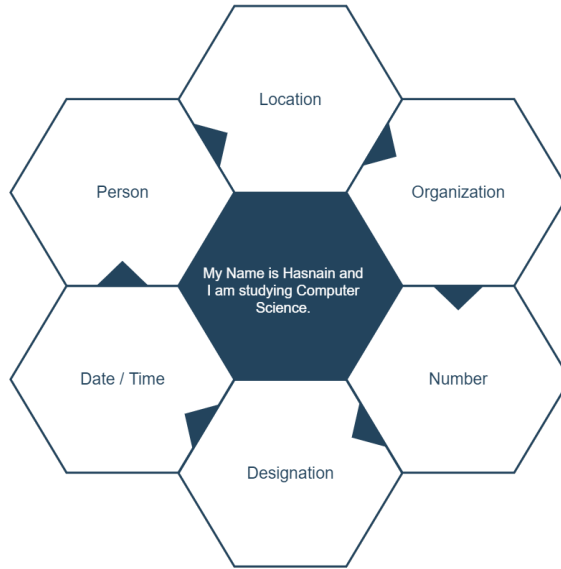 Location
Person
Organization
My Name is Hasnain and
I am studying Computer
Science.
Date / Time
Number
Designation